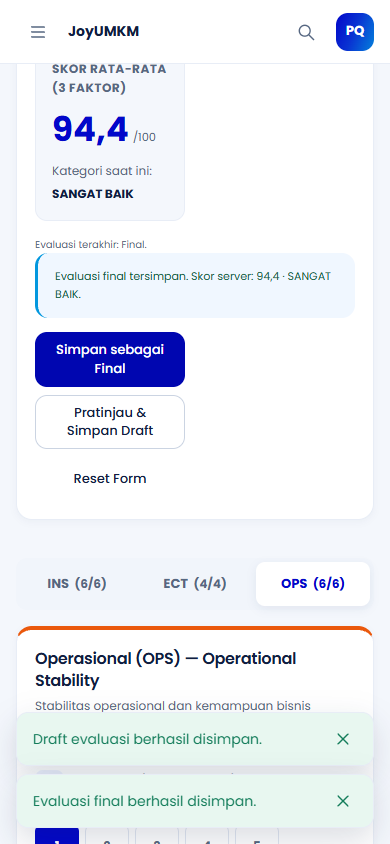 JoyUMKM
PQ
SKOR RATA-RATA
(3 FAKTOR)
94,4 /100
Kategori saat ini:
SANGAT BAIK
Evaluasi terakhir: Final.
Evaluasi final tersimpan. Skor server: 94,4 · SANGAT
BAIK.
Simpan sebagai
Final
Pratinjau &
Simpan Draft
Reset Form
INS (6/6)
ECT (4/4)
OPS (6/6)
Operasional (OPS) — Operational
Stability
Stabilitas operasional dan kemampuan bisnis
Draft evaluasi berhasil disimpan.
Evaluasi final berhasil disimpan.